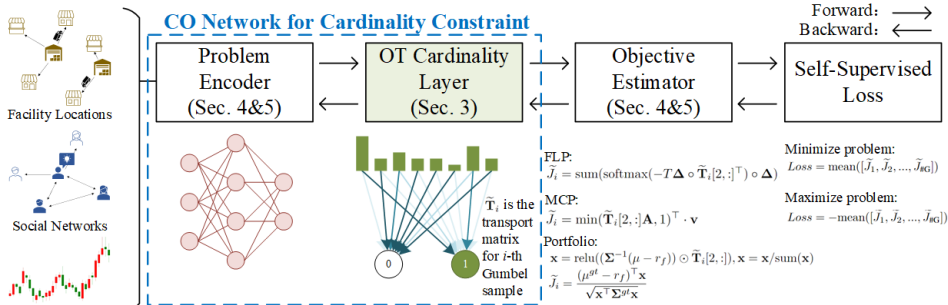 CO Network for Cardinality Constraint
Forward:
Backward:
Problem
Encoder
(Sec. 4&5)
OT Cardinality
Layer
(Sec. 3)
Objective
Estimator
(Sec. 4&5)
Self-Supervised
Loss
Facility Locations
Social Networks
T̃ᵢ is the
transport
matrix
for i-th
Gumbel
sample
0
1
FLP:
J̃ᵢ = sum(softmax(−TΔ ∘ T̃ᵢ[2,:]⊤) ∘ Δ)
MCP:
J̃ᵢ = min(T̃ᵢ[2,:]A, 1)⊤ · v
Portfolio:
x = relu((Σ⁻¹(μ − r_f)) ⊙ T̃ᵢ[2,:]), x = x/sum(x)
J̃ᵢ = (μ^gt − r_f)⊤x / √(x⊤Σ^gt x)
Minimize problem:
Loss = mean([J̃₁, J̃₂, ..., J̃_#G])
Maximize problem:
Loss = −mean([J̃₁, J̃₂, ..., J̃_#G])